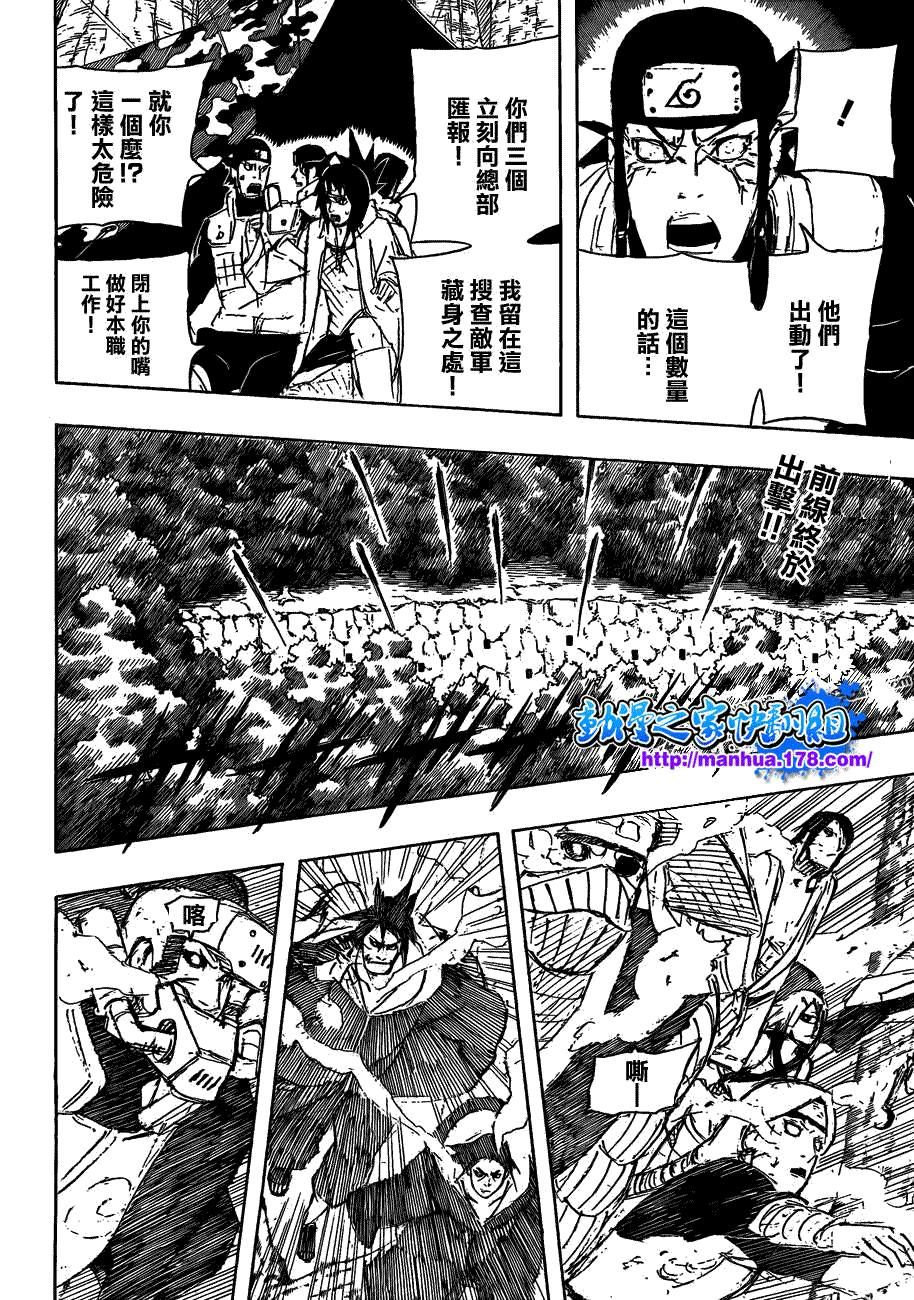 ！
他們
出動了！
這個數量
的話…
你們三個
立刻向總部
匯報！
我留在這
搜查敵軍
藏身之處！
就你
一個麼!?
這樣太危險
了！
閉上你的嘴
做好本職
工作！
前線終於
出擊!!
動漫之家快翻組
http://manhua.178.com/
嘶—
喀